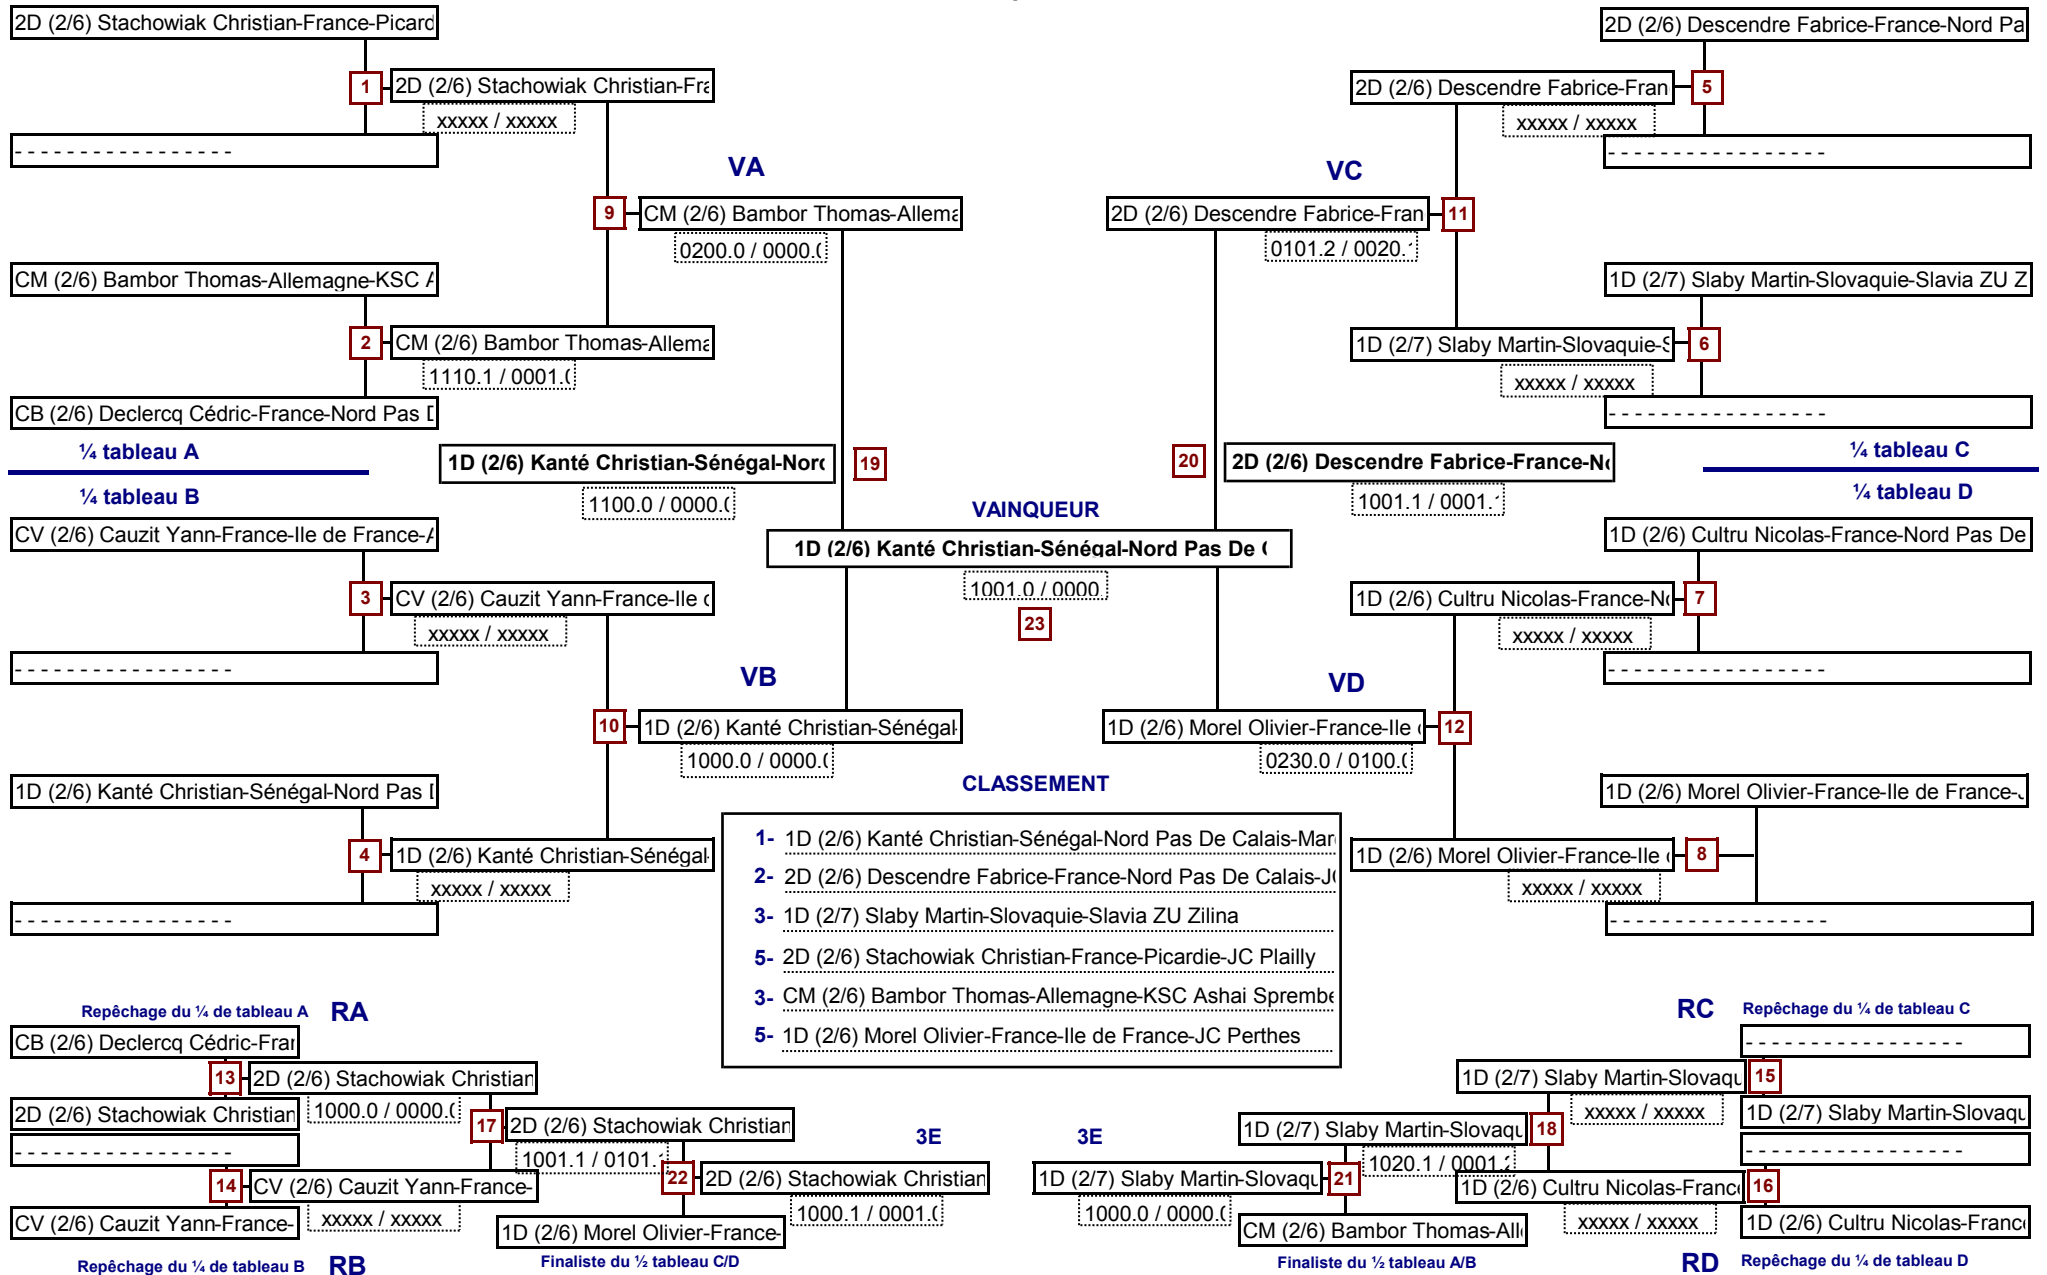 2D (2/6) Stachowiak Christian-France-Picard
1
2D (2/6) Stachowiak Christian-Fra
xxxxx / xxxxx
- - - - - - - - - - - - - - - - -
VA
9
CM (2/6) Bambor Thomas-Allema
0200.0 / 0000.0
CM (2/6) Bambor Thomas-Allemagne-KSC A
2
CM (2/6) Bambor Thomas-Allema
1110.1 / 0001.0
CB (2/6) Declercq Cédric-France-Nord Pas D
¼ tableau A
¼ tableau B
1D (2/6) Kanté Christian-Sénégal-Nord
19
1100.0 / 0000.0
CV (2/6) Cauzit Yann-France-Ile de France-A
3
CV (2/6) Cauzit Yann-France-Ile d
xxxxx / xxxxx
- - - - - - - - - - - - - - - - -
VB
10
1D (2/6) Kanté Christian-Sénégal-
1000.0 / 0000.0
1D (2/6) Kanté Christian-Sénégal-Nord Pas D
4
1D (2/6) Kanté Christian-Sénégal-
xxxxx / xxxxx
- - - - - - - - - - - - - - - - -
2D (2/6) Descendre Fabrice-France-Nord Pa
2D (2/6) Descendre Fabrice-Fran
5
xxxxx / xxxxx
- - - - - - - - - - - - - - - - -
VC
2D (2/6) Descendre Fabrice-Fran
11
0101.2 / 0020.1
1D (2/7) Slaby Martin-Slovaquie-Slavia ZU Z
1D (2/7) Slaby Martin-Slovaquie-S
6
xxxxx / xxxxx
- - - - - - - - - - - - - - - - -
20
2D (2/6) Descendre Fabrice-France-No
1001.1 / 0001.1
¼ tableau C
¼ tableau D
VAINQUEUR
1D (2/6) Kanté Christian-Sénégal-Nord Pas De C
1001.0 / 0000.
23
1D (2/6) Cultru Nicolas-France-Nord Pas De
1D (2/6) Cultru Nicolas-France-No
7
xxxxx / xxxxx
- - - - - - - - - - - - - - - - -
VD
1D (2/6) Morel Olivier-France-Ile d
12
0230.0 / 0100.0
1D (2/6) Morel Olivier-France-Ile de France-J
1D (2/6) Morel Olivier-France-Ile d
8
xxxxx / xxxxx
- - - - - - - - - - - - - - - - -
CLASSEMENT
1- 1D (2/6) Kanté Christian-Sénégal-Nord Pas De Calais-Mar
2- 2D (2/6) Descendre Fabrice-France-Nord Pas De Calais-JC
3- 1D (2/7) Slaby Martin-Slovaquie-Slavia ZU Zilina
5- 2D (2/6) Stachowiak Christian-France-Picardie-JC Plailly
3- CM (2/6) Bambor Thomas-Allemagne-KSC Ashai Sprembe
5- 1D (2/6) Morel Olivier-France-Ile de France-JC Perthes
Repêchage du ¼ de tableau A RA
CB (2/6) Declercq Cédric-Fran
13
2D (2/6) Stachowiak Christian
2D (2/6) Stachowiak Christian
1000.0 / 0000.0
- - - - - - - - - - - - - - - - -
17
2D (2/6) Stachowiak Christian
1001.1 / 0101.1
14
CV (2/6) Cauzit Yann-France-
CV (2/6) Cauzit Yann-France-
xxxxx / xxxxx
22
2D (2/6) Stachowiak Christian
1000.1 / 0001.0
3E
1D (2/6) Morel Olivier-France-
Finaliste du ½ tableau C/D
Repêchage du ¼ de tableau B RB
RC Repêchage du ¼ de tableau C
- - - - - - - - - - - - - - - - -
1D (2/7) Slaby Martin-Slovaqu
15
xxxxx / xxxxx
1D (2/7) Slaby Martin-Slovaqu
3E
1D (2/7) Slaby Martin-Slovaqu
18
1020.1 / 0001.2
- - - - - - - - - - - - - - - - -
1D (2/7) Slaby Martin-Slovaqu
21
1000.0 / 0000.0
1D (2/6) Cultru Nicolas-France
16
xxxxx / xxxxx
1D (2/6) Cultru Nicolas-France
CM (2/6) Bambor Thomas-Alle
Finaliste du ½ tableau A/B
RD Repêchage du ¼ de tableau D